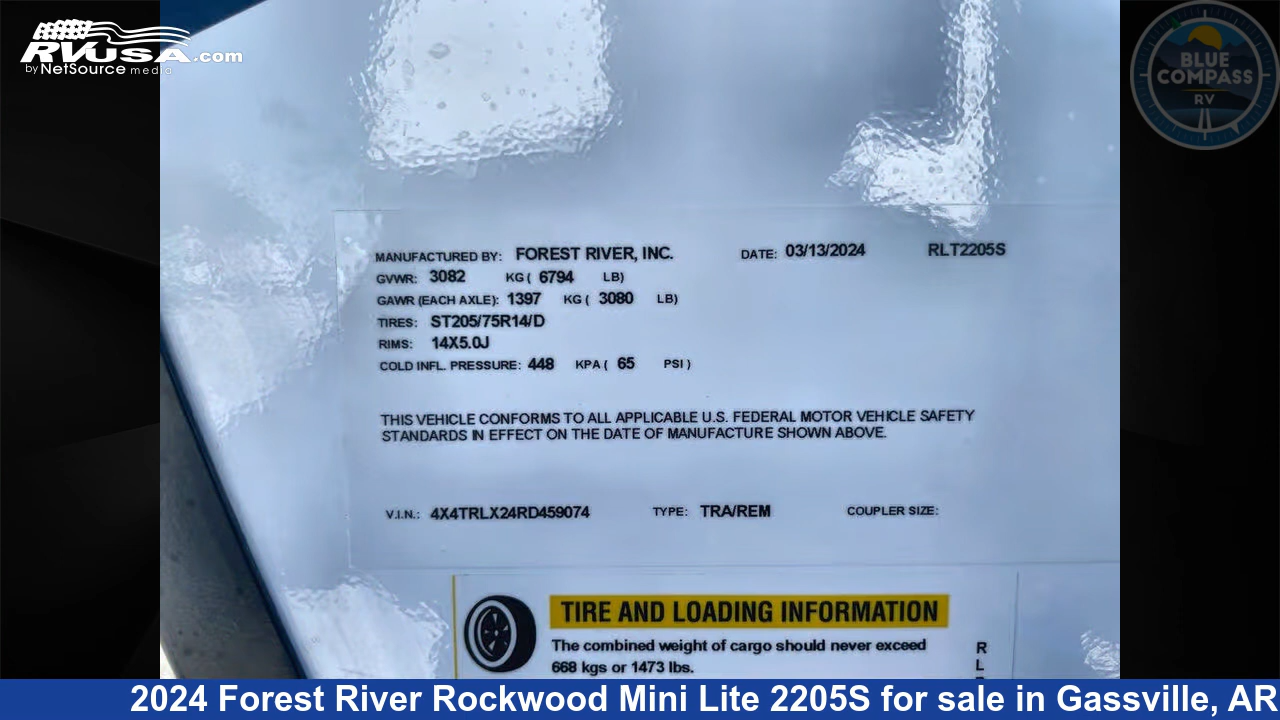 RVUSA.com
by NetSource media
BLUE
COMPASS
RV
MANUFACTURED BY: FOREST RIVER, INC. DATE: 03/13/2024 RLT2205S
GVWR: 3082 KG ( 6794 LB)
GAWR (EACH AXLE): 1397 KG ( 3080 LB)
TIRES: ST205/75R14/D
RIMS: 14X5.0J
COLD INFL. PRESSURE: 448 KPA ( 65 PSI )
THIS VEHICLE CONFORMS TO ALL APPLICABLE U.S. FEDERAL MOTOR VEHICLE SAFETY
STANDARDS IN EFFECT ON THE DATE OF MANUFACTURE SHOWN ABOVE.
V.I.N.: 4X4TRLX24RD459074 TYPE: TRA/REM COUPLER SIZE:
TIRE AND LOADING INFORMATION
The combined weight of cargo should never exceed
668 kgs or 1473 lbs.
R
L
2024 Forest River Rockwood Mini Lite 2205S for sale in Gassville, AR